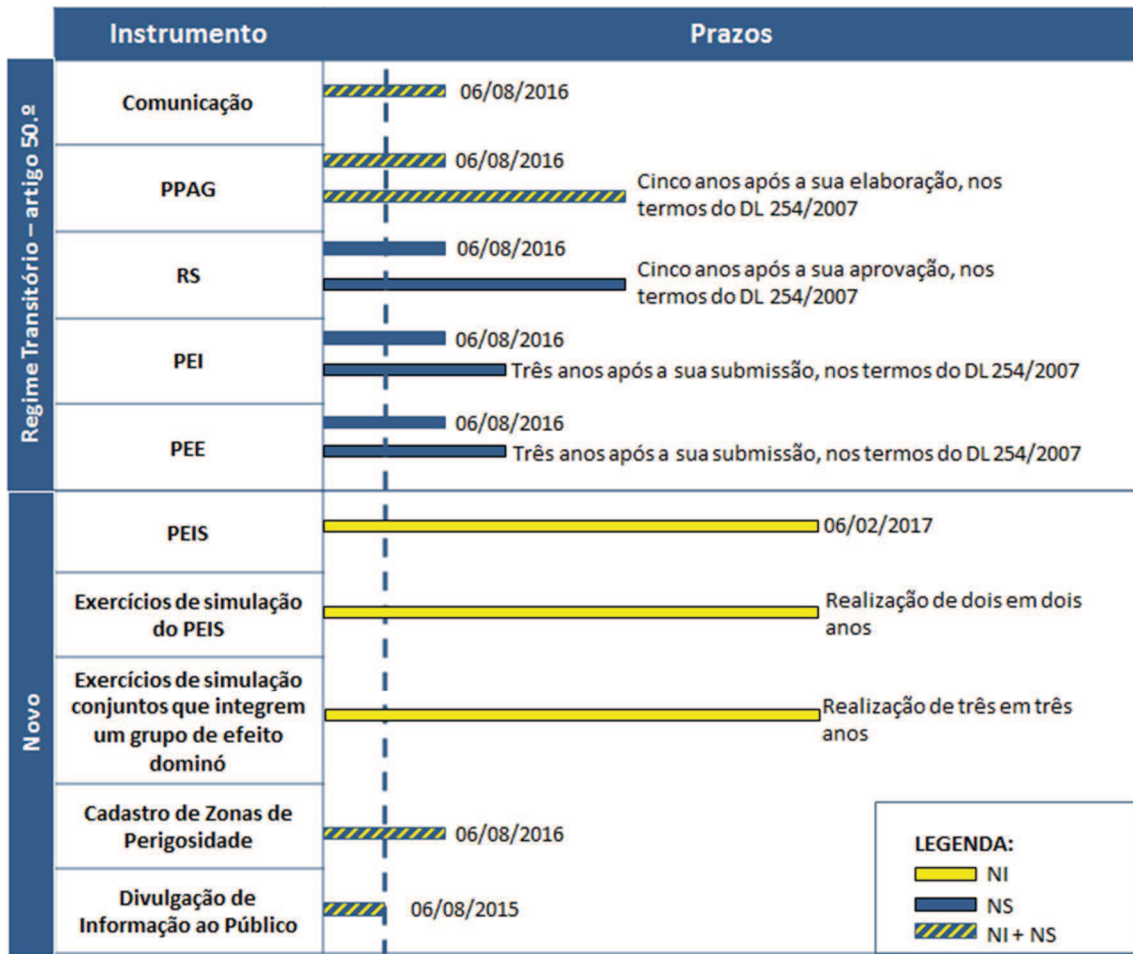 Instrumento
Prazos
Regime Transitório – artigo 50.º
Comunicação
06/08/2016
PPAG
06/08/2016
Cinco anos após a sua elaboração, nos
termos do DL 254/2007
RS
06/08/2016
Cinco anos após a sua aprovação, nos
termos do DL 254/2007
PEI
06/08/2016
Três anos após a sua submissão, nos termos do DL 254/2007
PEE
06/08/2016
Três anos após a sua submissão, nos termos do DL 254/2007
Novo
PEIS
06/02/2017
Exercícios de simulação
do PEIS
Realização de dois em dois
anos
Exercícios de simulação
conjuntos que integrem
um grupo de efeito
dominó
Realização de três em três
anos
Cadastro de Zonas de
Perigosidade
06/08/2016
Divulgação de
Informação ao Público
06/08/2015
LEGENDA:
NI
NS
NI + NS